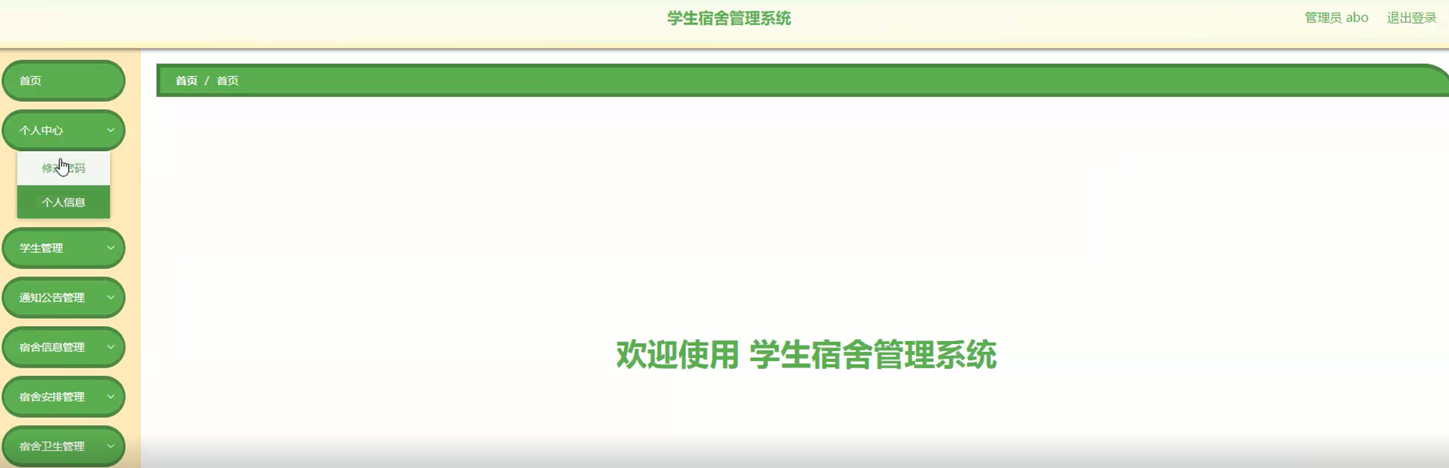 学生宿舍管理系统
管理员 abo
退出登录
首页
首页 / 首页
个人中心
修改密码
个人信息
学生管理
通知公告管理
宿舍信息管理
欢迎使用 学生宿舍管理系统
宿舍安排管理
宿舍卫生管理